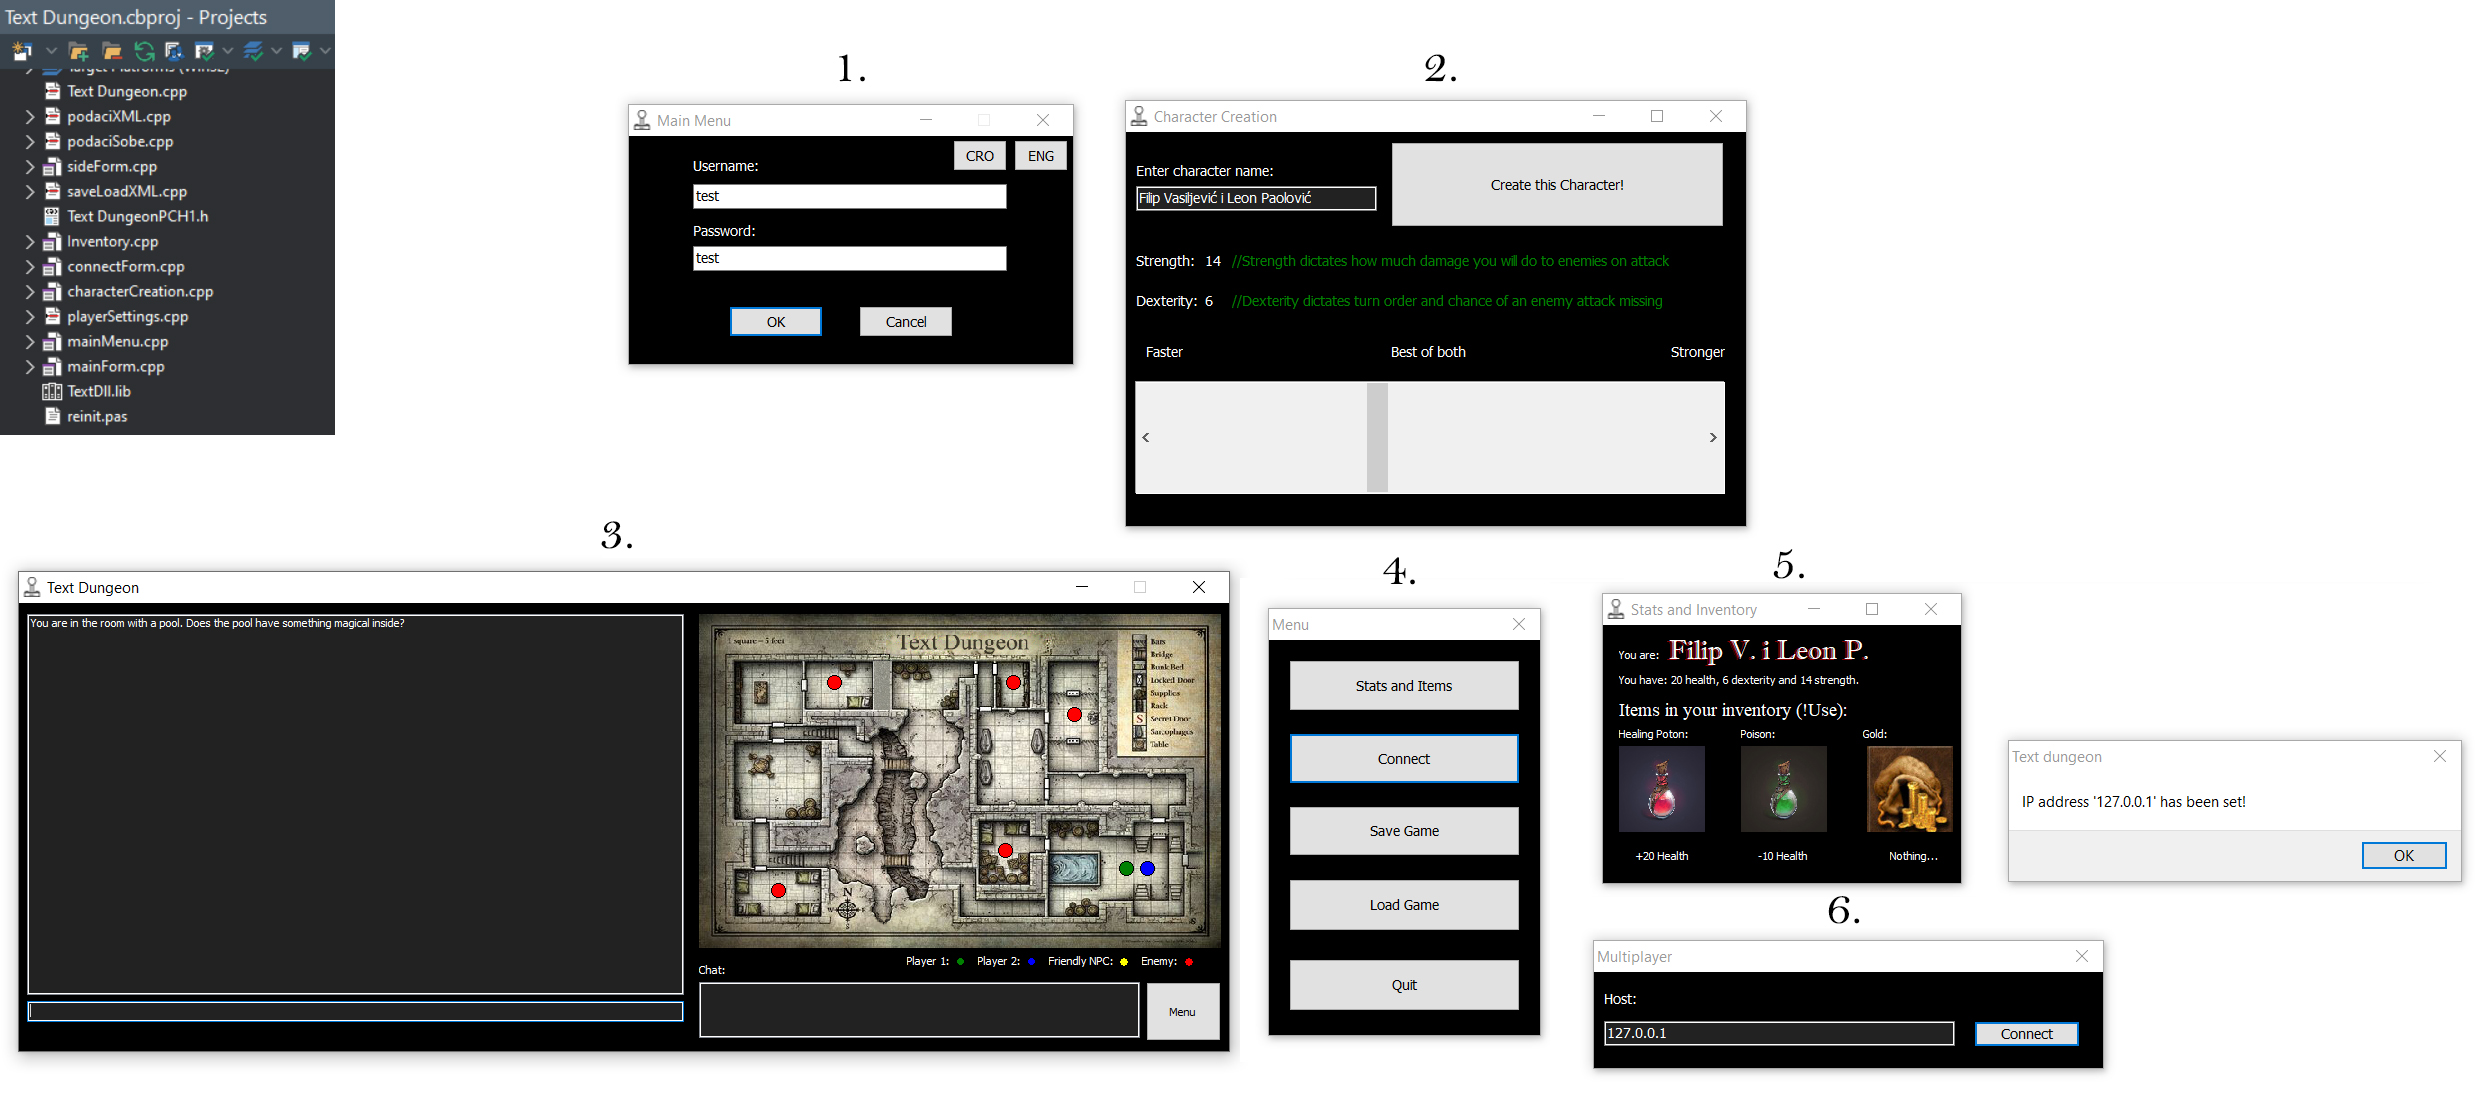 Text Dungeon.cbproj - Projects
Target Platforms (Win32)
Text Dungeon.cpp
podaciXML.cpp
podaciSobe.cpp
sideForm.cpp
saveLoadXML.cpp
Text DungeonPCH1.h
Inventory.cpp
connectForm.cpp
characterCreation.cpp
playerSettings.cpp
mainMenu.cpp
mainForm.cpp
TextDll.lib
reinit.pas
1.
Main Menu
CRO ENG
Username:
test
Password:
test
OK Cancel
2.
Character Creation
Enter character name:
Filip Vasiljević i Leon Paolović
Create this Character!
Strength: 14 //Strength dictates how much damage you will do to enemies on attack
Dexterity: 6 //Dexterity dictates turn order and chance of an enemy attack missing
Faster Best of both Stronger
3.
Text Dungeon
You are in the room with a pool. Does the pool have something magical inside?
1 square = 5 feet
Text Dungeon
Bars
Bridge
Bunk Bed
Locked Door
Supplies
Rack
S Secret Door
Sarcophages
Table
N
W
S
Player 1: Player 2: Friendly NPC: Enemy:
Chat:
Menu
4.
Menu
Stats and Items
Connect
Save Game
Load Game
Quit
5.
Stats and Inventory
You are: Filip V. i Leon P.
You have: 20 health, 6 dexterity and 14 strength.
Items in your inventory (!Use):
Healing Poton: Poison: Gold:
+20 Health -10 Health Nothing...
6.
Multiplayer
Host:
127.0.0.1
Connect
Text dungeon
IP address '127.0.0.1' has been set!
OK